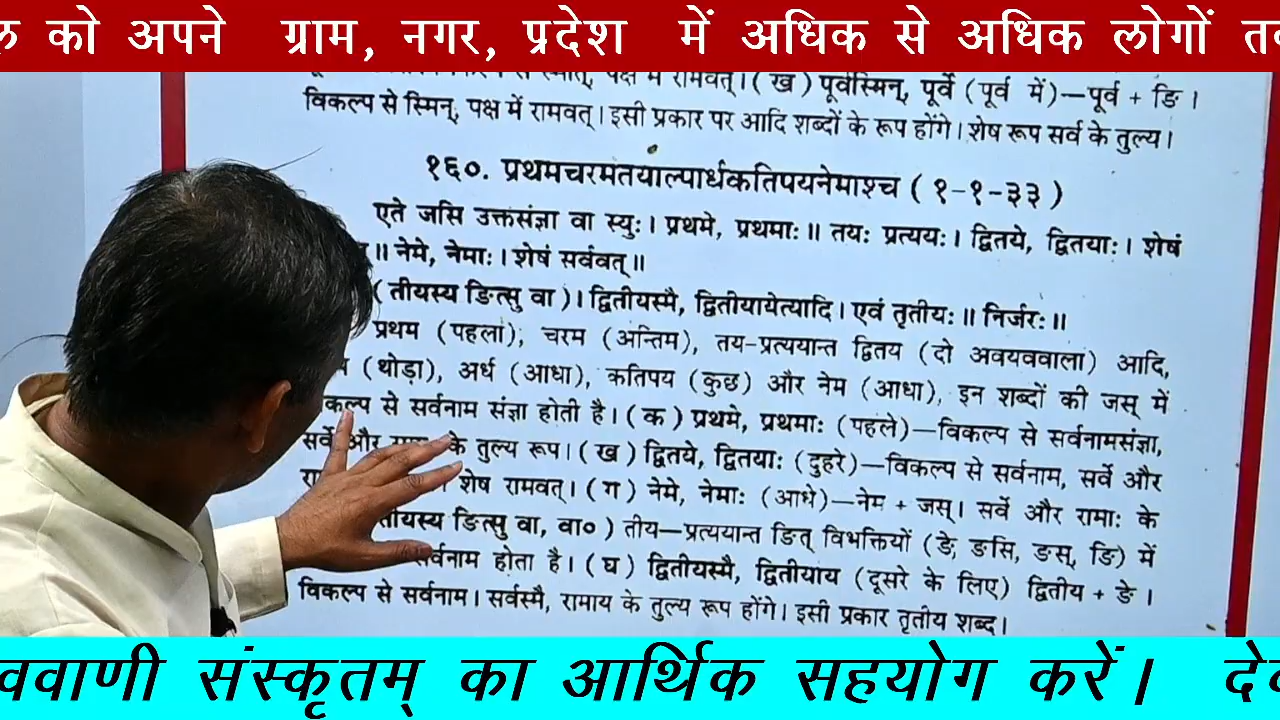 को अपने ग्राम, नगर, प्रदेश में अधिक से अधिक लोगों
पक्ष में रामवत्। (ख) पूर्वस्मिन्, पूर्वे (पूर्व में)—पूर्व + ङि।
विकल्प से स्मिन्, पक्ष में रामवत्। इसी प्रकार पर आदि शब्दों के रूप होंगे। शेष रूप सर्व के तुल्य।
१६०. प्रथमचरमतयाल्पार्धकतिपयनेमाश्च (१-१-३३)
एते जसि उक्तसंज्ञा वा स्युः। प्रथमे, प्रथमाः॥ तयः प्रत्ययः। द्वितये, द्वितयाः। शेषं
॥ नेमे, नेमाः। शेषं सर्ववत्॥
(तीयस्य ङित्सु वा)। द्वितीयस्मै, द्वितीयायेत्यादि। एवं तृतीयः॥ निर्जरः॥
प्रथम (पहला), चरम (अन्तिम), तय-प्रत्ययान्त द्वितय (दो अवयववाला) आदि,
(थोड़ा), अर्ध (आधा), कतिपय (कुछ) और नेम (आधा), इन शब्दों की जस् में
से सर्वनाम संज्ञा होती है। (क) प्रथमे, प्रथमाः (पहले)—विकल्प से सर्वनामसंज्ञा,
सर्वे और के तुल्य रूप। (ख) द्वितये, द्वितयाः (दुहरे)—विकल्प से सर्वनाम, सर्वे और
शेष रामवत्। (ग) नेमे, नेमाः (आधे)—नेम + जस्। सर्वे और रामाः के
ङित्सु वा, वा०) तीय—प्रत्ययान्त ङित् विभक्तियों (ङे, ङसि, ङस्, ङि) में
सर्वनाम होता है। (घ) द्वितीयस्मै, द्वितीयाय (दूसरे के लिए) द्वितीय + ङे।
विकल्प से सर्वनाम। सर्वस्मै, रामाय के तुल्य रूप होंगे। इसी प्रकार तृतीय शब्द।
ववाणी संस्कृतम् का आर्थिक सहयोग करें।